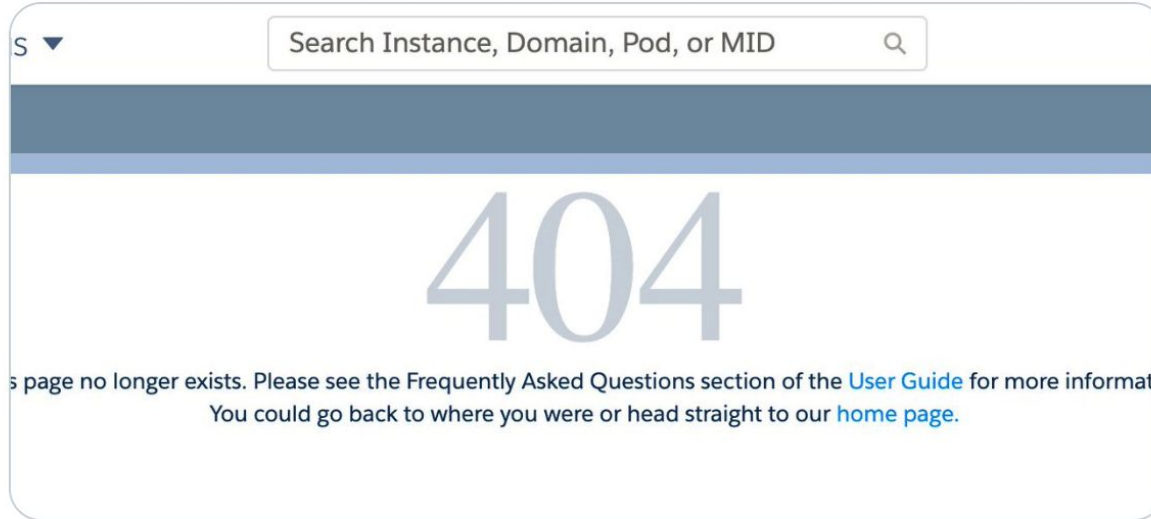 Search Instance, Domain, Pod, or MID
404
page no longer exists. Please see the Frequently Asked Questions section of the User Guide for more
You could go back to where you were or head straight to our home page.